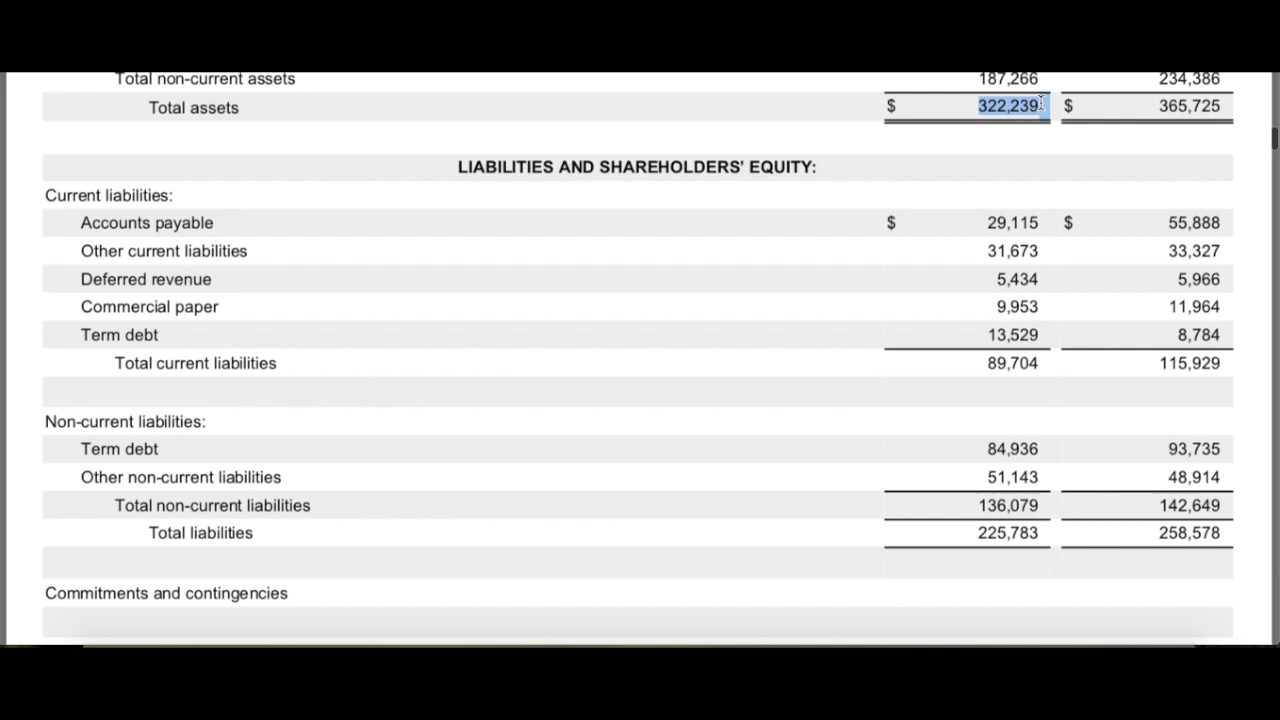 Total non-current assets 187,266 234,386
Total assets $ 322,239 $ 365,725
LIABILITIES AND SHAREHOLDERS’ EQUITY:
Current liabilities:
Accounts payable $ 29,115 $ 55,888
Other current liabilities 31,673 33,327
Deferred revenue 5,434 5,966
Commercial paper 9,953 11,964
Term debt 13,529 8,784
Total current liabilities 89,704 115,929
Non-current liabilities:
Term debt 84,936 93,735
Other non-current liabilities 51,143 48,914
Total non-current liabilities 136,079 142,649
Total liabilities 225,783 258,578
Commitments and contingencies